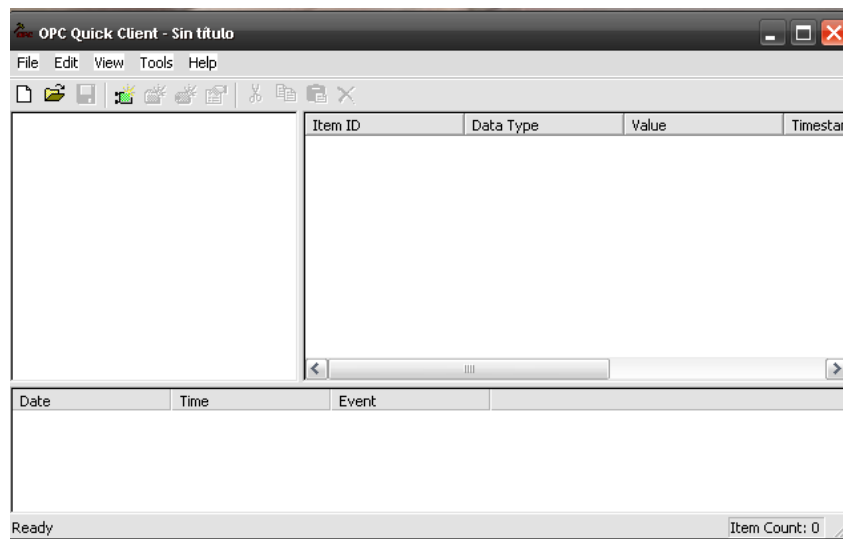 OPC Quick Client - Sin título
File Edit View Tools Help
Item ID Data Type Value Timestar
Date Time Event
Ready Item Count: 0